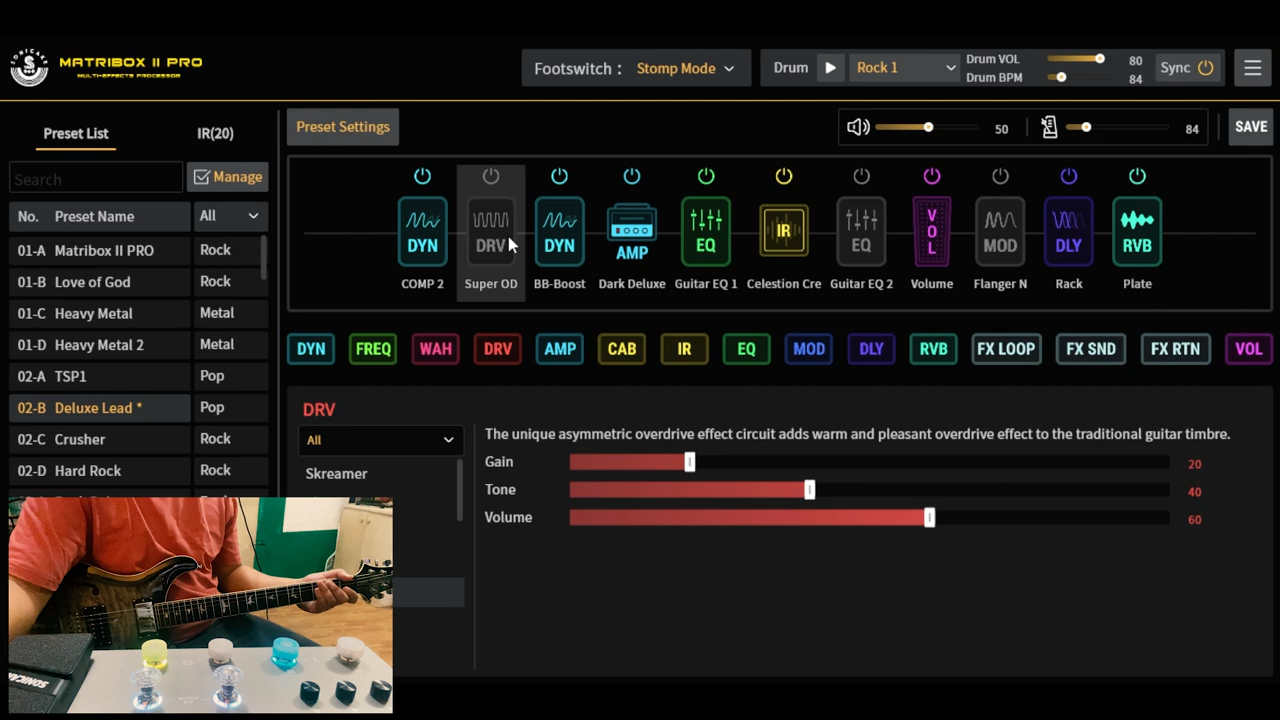 SONICAKE
MATRIBOX II PRO
MULTI-EFFECTS PROCESSOR
Footswitch : Stomp Mode
Drum Rock 1
Drum VOL 80
Drum BPM 84
Sync
Preset List IR(20)
Preset Settings
50 84 SAVE
Search Manage
No. Preset Name All
01-A Matribox II PRO Rock
01-B Love of God Rock
01-C Heavy Metal Metal
01-D Heavy Metal 2 Metal
02-A TSP1 Pop
02-B Deluxe Lead * Pop
02-C Crusher Rock
02-D Hard Rock Rock
DYN DRV DYN AMP EQ IR EQ VOL MOD DLY RVB
COMP 2 Super OD BB-Boost Dark Deluxe Guitar EQ 1 Celestion Cre Guitar EQ 2 Volume Flanger N Rack Plate
DYN FREQ WAH DRV AMP CAB IR EQ MOD DLY RVB FX LOOP FX SND FX RTN VOL
DRV
All
Skreamer
The unique asymmetric overdrive effect circuit adds warm and pleasant overdrive effect to the traditional guitar timbre.
Gain 20
Tone 40
Volume 60